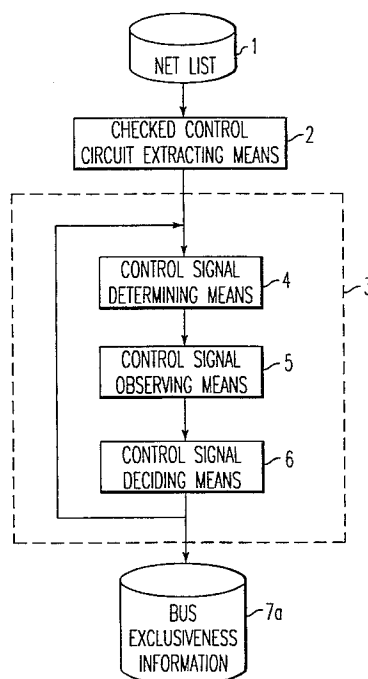 NET LIST
1
CHECKED CONTROL
CIRCUIT EXTRACTING MEANS
2
3
CONTROL SIGNAL
DETERMINING MEANS
4
CONTROL SIGNAL
OBSERVING MEANS
5
CONTROL SIGNAL
DECIDING MEANS
6
BUS
EXCLUSIVENESS
INFORMATION
7a